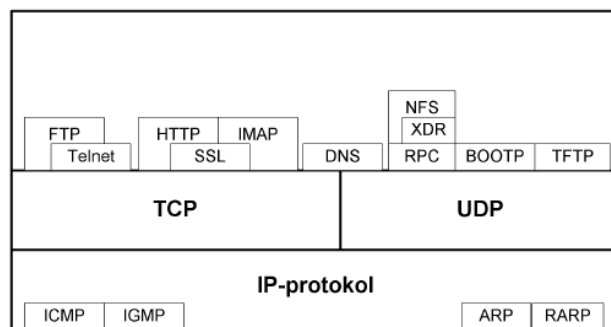 NFS
FTP HTTP IMAP XDR
Telnet SSL DNS RPC BOOTP TFTP
TCP UDP
IP-protokol
ICMP IGMP ARP RARP